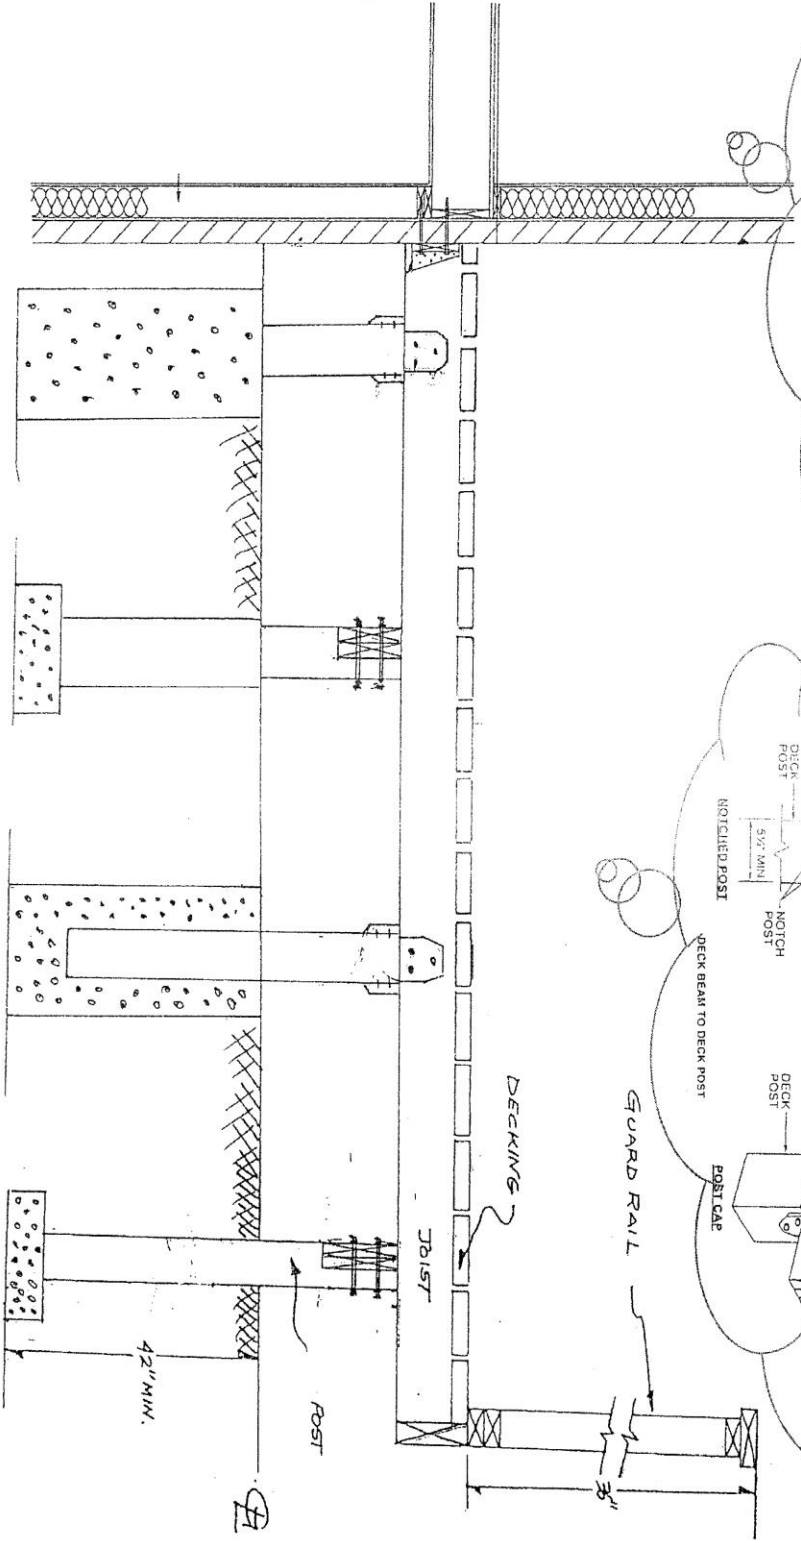 DECK
POST
5½" MIN
NOTCH
POST
NOTCHED POST
DECK BEAM TO DECK POST
DECK
POST
POST CAP
GUARD RAIL
DECKING
JOIST
POST
42" MIN.
36"